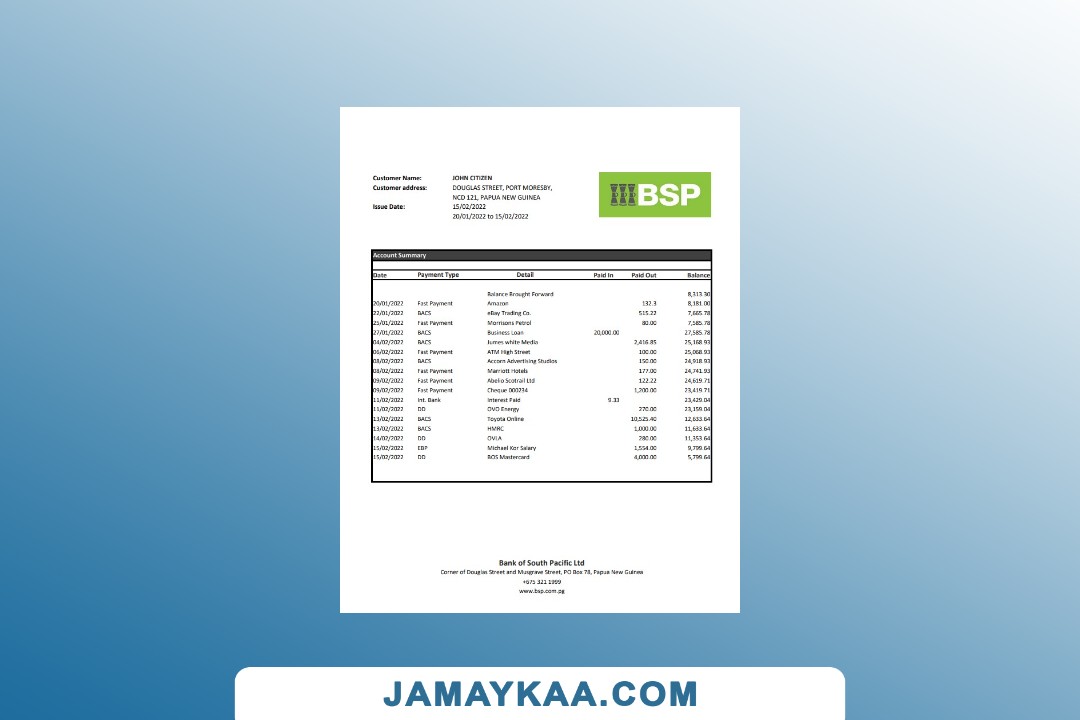 Customer Name: JOHN CITIZEN
Customer address: DOUGLAS STREET, PORT MORESBY,
NCD 121, PAPUA NEW GUINEA
Issue Date: 15/02/2022
20/01/2022 to 15/02/2022
BSP
Account Summary
Date Payment Type Detail Paid In Paid Out Balance
Balance Brought Forward 8,313.30
20/01/2022 Fast Payment Amazon 132.3 8,181.00
22/01/2022 BACS eBay Trading Co. 515.22 7,665.78
25/01/2022 Fast Payment Morrisons Petrol 80.00 7,585.78
27/01/2022 BACS Business Loan 20,000.00 27,585.78
04/02/2022 BACS Jumes white Media 2,416.85 25,168.93
06/02/2022 Fast Payment ATM High Street 100.00 25,068.93
08/02/2022 BACS Accorn Advertising Studios 150.00 24,918.93
08/02/2022 Fast Payment Marriott Hotels 177.00 24,741.93
09/02/2022 Fast Payment Abelio Scotrail Ltd 122.22 24,619.71
09/02/2022 Fast Payment Cheque 000234 1,200.00 23,419.71
11/02/2022 Int. Bank Interest Paid 9.33 23,429.04
11/02/2022 DD OVO Energy 270.00 23,159.04
13/02/2022 BACS Toyota Online 10,525.40 12,633.64
13/02/2022 BACS HMRC 1,000.00 11,633.64
14/02/2022 DD OVLA 280.00 11,353.64
15/02/2022 EBP Michael Kor Salary 1,554.00 9,799.64
15/02/2022 DD BOS Mastercard 4,000.00 5,799.64
Bank of South Pacific Ltd
Corner of Douglas Street and Musgrave Street, PO Box 78, Papua New Guinea
+675 321 1999
www.bsp.com.pg
JAMAYKAA.COM